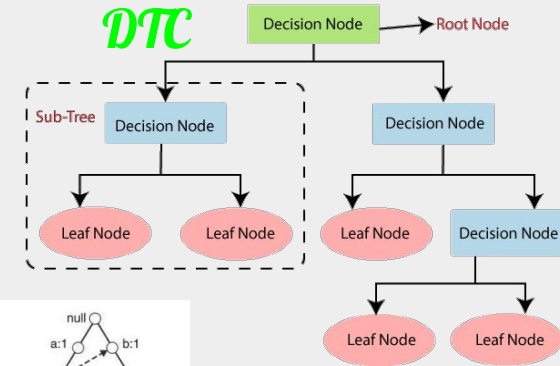 DTC
Decision Node
Root Node
Sub-Tree
Decision Node
Decision Node
Leaf Node
Leaf Node
Leaf Node
Decision Node
null
a:1
b:1
Leaf Node
Leaf Node